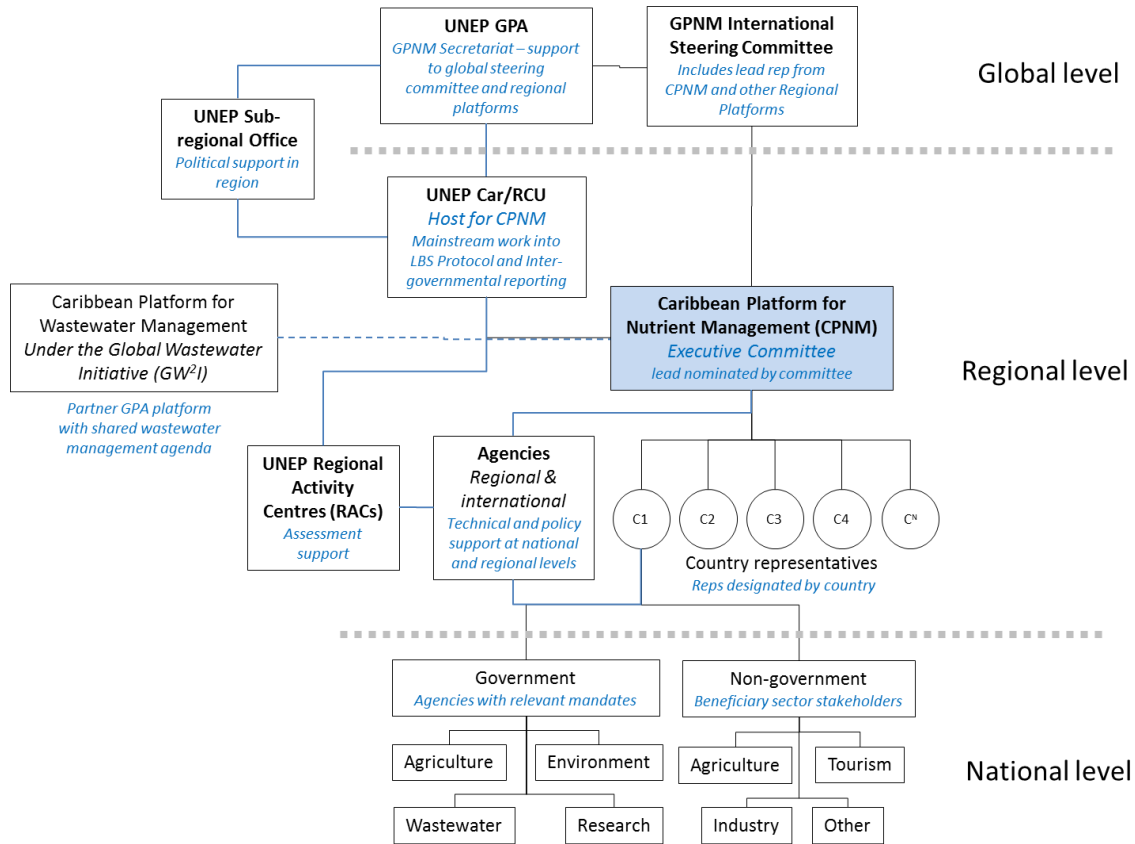 UNEP GPA
GPNM Secretariat – support
to global steering
committee and regional
platforms
GPNM International
Steering Committee
Includes lead rep from
CPNM and other Regional
Platforms
Global level
UNEP Sub-
regional Office
Political support in
region
UNEP Car/RCU
Host for CPNM
Mainstream work into
LBS Protocol and Inter-
governmental reporting
Caribbean Platform for
Wastewater Management
Under the Global Wastewater
Initiative (GW²I)
Partner GPA platform
with shared wastewater
management agenda
Caribbean Platform for
Nutrient Management (CPNM)
Executive Committee
lead nominated by committee
Regional level
UNEP Regional
Activity
Centres (RACs)
Assessment
support
Agencies
Regional &
international
Technical and policy
support at national
and regional levels
C1
C2
C3
C4
Cᴺ
Country representatives
Reps designated by country
Government
Agencies with relevant mandates
Non-government
Beneficiary sector stakeholders
Agriculture
Environment
Agriculture
Tourism
National level
Wastewater
Research
Industry
Other